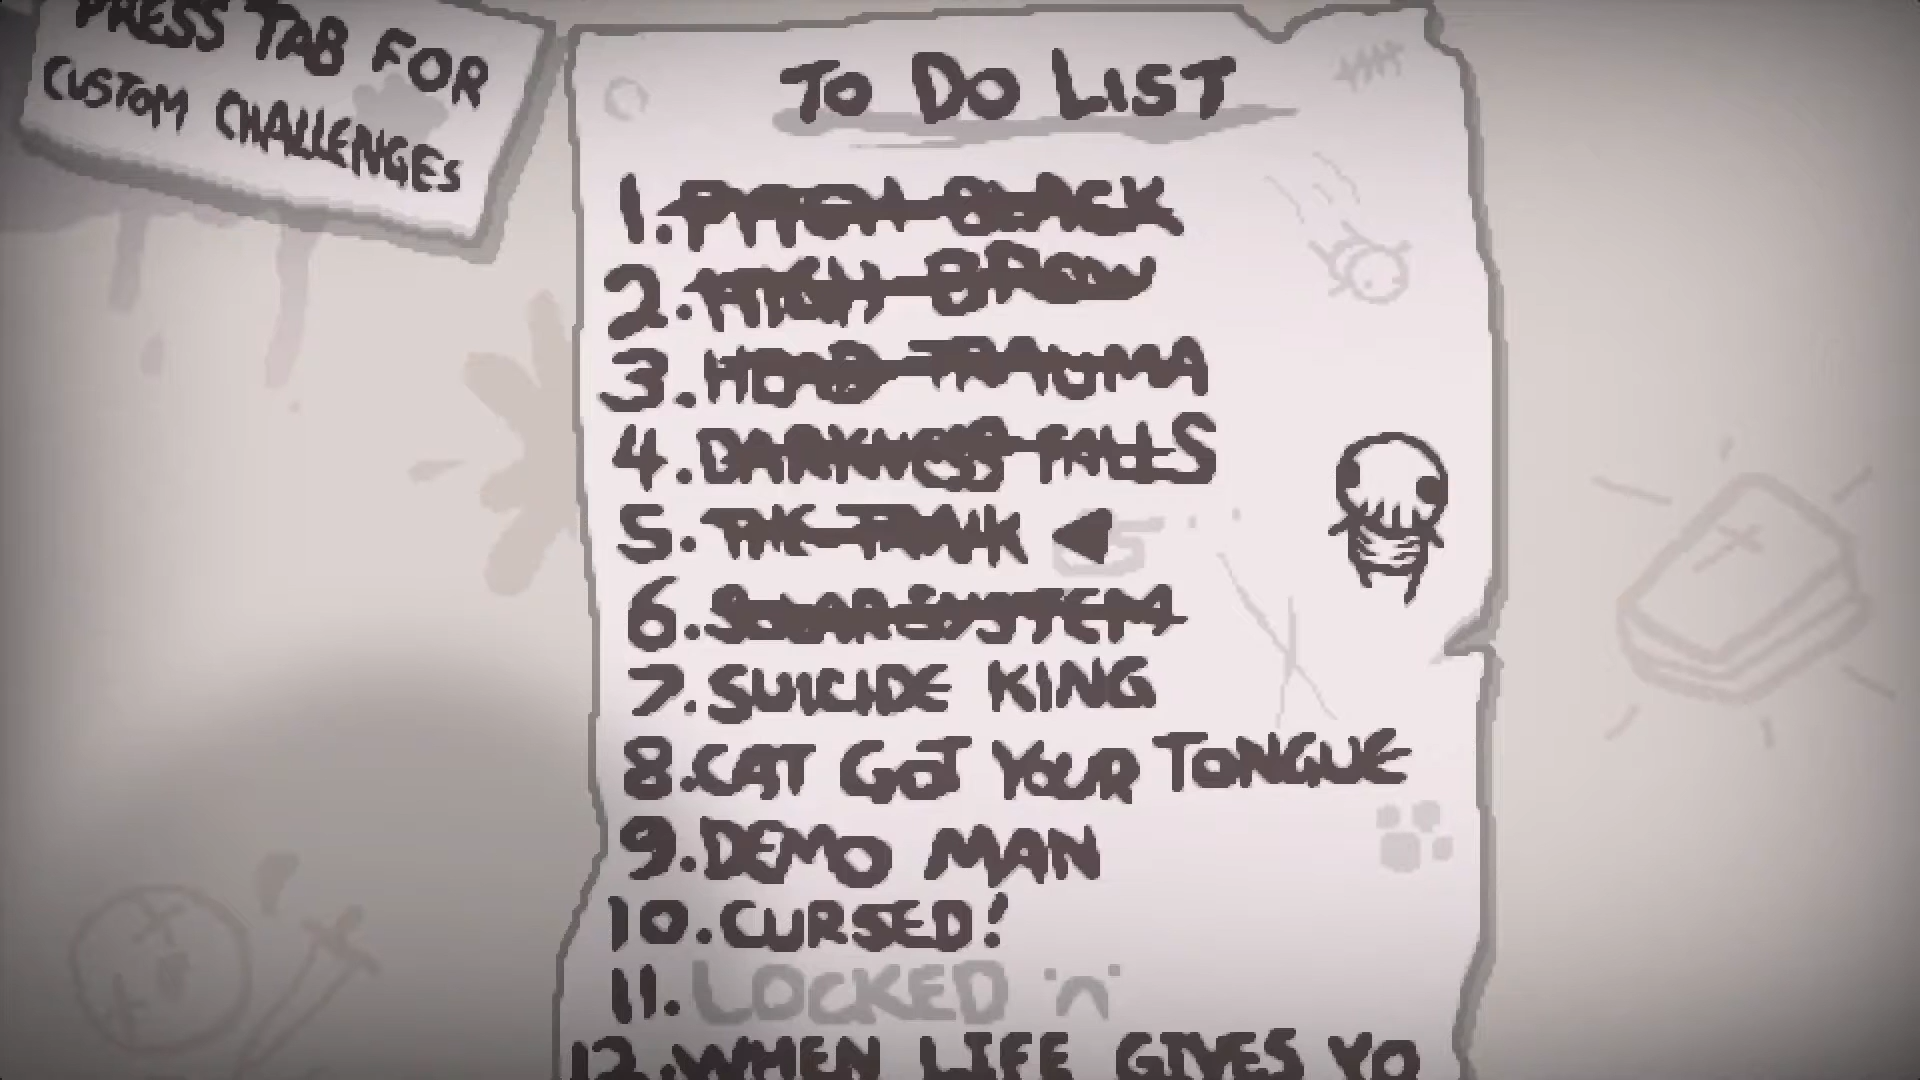 PRESS TAB FOR
CUSTOM CHALLENGES
TO DO LIST
1. PITCH BLACK
2. HIGH BROW
3. HEAD TRAUMA
4. DARKNESS FALLS
5. THE TANK
6. SOLAR SYSTEM
7. SUICIDE KING
8. CAT GOT YOUR TONGUE
9. DEMO MAN
10. CURSED!
11. LOCKED
12. WHEN LIFE GIVES YO